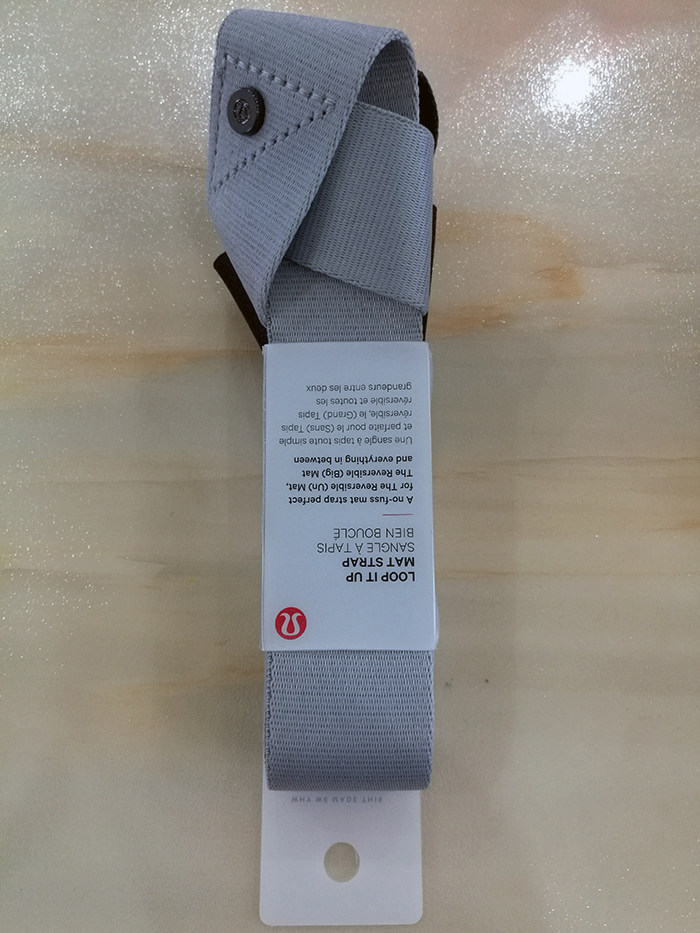 LOOP IT UP
MAT STRAP
SANGLE À TAPIS
BIEN BOUCLÉ
A no-fuss mat strap perfect
for The Reversible (Un) Mat,
The Reversible (Big) Mat
and everything in between
Une sangle à tapis toute simple
et parfaite pour le (Sans) Tapis
réversible, le (Grand) Tapis
réversible et toutes les
grandeurs entre les deux
WHY WE MADE THIS